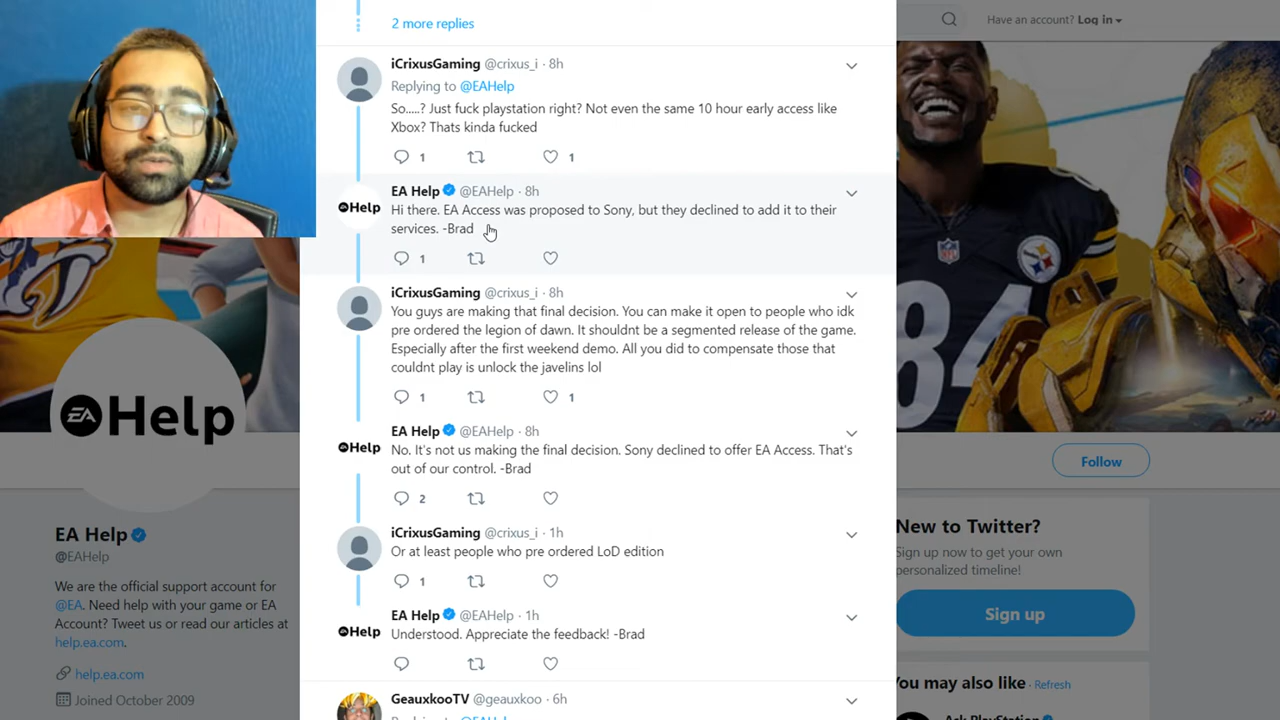 2 more replies
Have an account? Log in
iCrixusGaming @crixus_i · 8h
Replying to @EAHelp
So.....? Just fuck playstation right? Not even the same 10 hour early access like
Xbox? Thats kinda fucked
1
1
EA Help @EAHelp · 8h
Help
Hi there. EA Access was proposed to Sony, but they declined to add it to their
services. -Brad
1
iCrixusGaming @crixus_i · 8h
You guys are making that final decision. You can make it open to people who idk
pre ordered the legion of dawn. It shouldnt be a segmented release of the game.
Especially after the first weekend demo. All you did to compensate those that
couldnt play is unlock the javelins lol
1
1
EA Help @EAHelp · 8h
Help
No. It's not us making the final decision. Sony declined to offer EA Access. That's
out of our control. -Brad
2
iCrixusGaming @crixus_i · 1h
Or at least people who pre ordered LoD edition
1
EA Help @EAHelp · 1h
Help
Understood. Appreciate the feedback! -Brad
GeauxkooTV @geauxkoo · 6h
EA Help
EA Help
@EAHelp
We are the official support account for
@EA. Need help with your game or EA
Account? Tweet us or read our articles at
help.ea.com.
help.ea.com
Joined October 2009
84
Follow
New to Twitter?
Sign up now to get your own
personalized timeline!
Sign up
You may also like · Refresh
Ask PlayStation